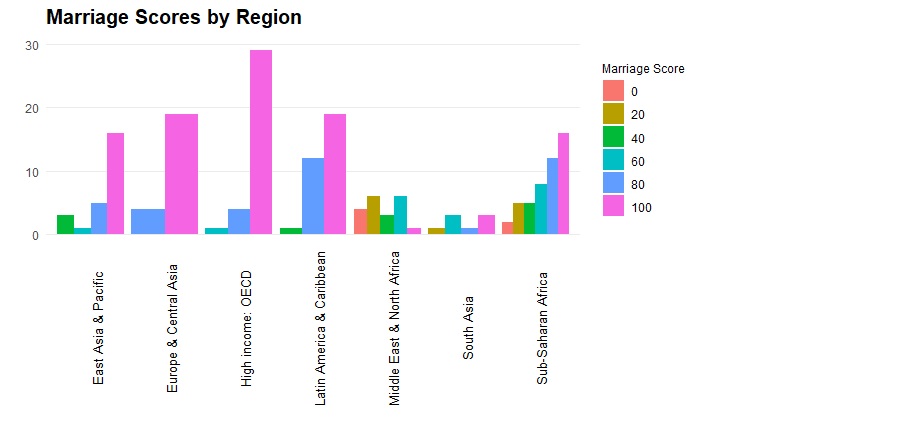 Marriage Scores by Region
30
20
10
0
East Asia & Pacific
Europe & Central Asia
High income: OECD
Latin America & Caribbean
Middle East & North Africa
South Asia
Sub-Saharan Africa
Marriage Score
0
20
40
60
80
100